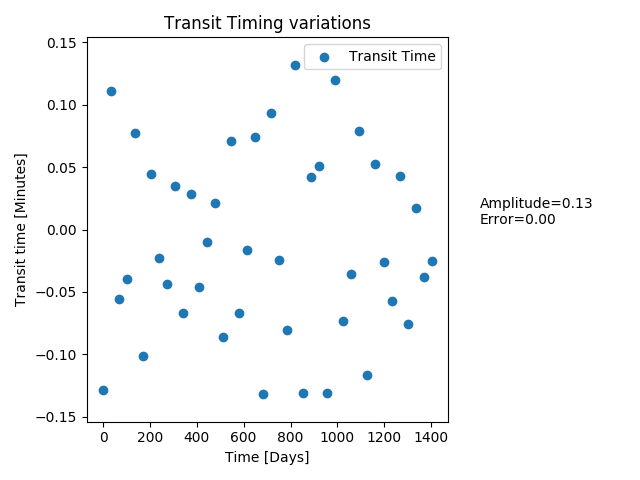 Transit Timing variations
Transit Time
0.15
0.10
0.05
0.00
−0.05
−0.10
−0.15
Transit time [Minutes]
Amplitude=0.13
Error=0.00
0 200 400 600 800 1000 1200 1400
Time [Days]